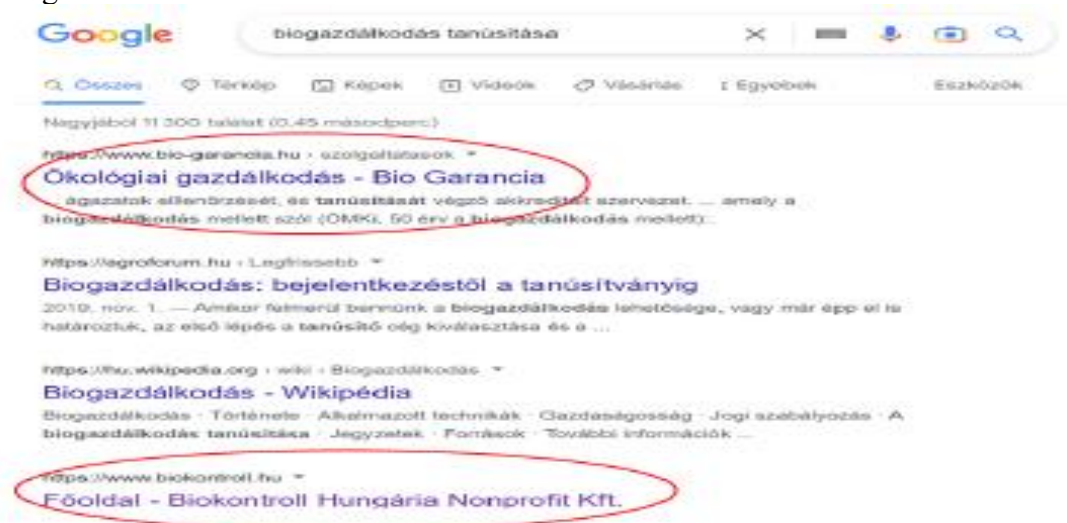 Google
biogazdálkodás tanúsítása
Összes Térkép Képek Videók Vásárlás Egyebek Eszközök
Nagyjából 11 300 találat (0,45 másodperc)
https://www.bio-garancia.hu › szolgaltatasok
Ökológiai gazdálkodás - Bio Garancia
... ágazatok ellenőrzését, és tanúsítását végző akkreditált szervezet. ... amely a
biogazdálkodás mellett szól (ÖMKi, 50 érv a biogazdálkodás mellett).
https://agroforum.hu › Legfrissebb
Biogazdálkodás: bejelentkezéstől a tanúsítványig
2019. nov. 1. — Amikor felmerül bennünk a biogazdálkodás lehetősége, vagy már épp el is
határoztuk, az első lépés a tanúsító cég kiválasztása és a ...
https://hu.wikipedia.org › wiki › Biogazdálkodás
Biogazdálkodás - Wikipédia
Biogazdálkodás · Története · Alkalmazott technikák · Gazdaságosság · Jogi szabályozás · A
biogazdálkodás tanúsítása · Jegyzetek · Források · További információk ...
https://www.biokontroll.hu
Főoldal - Biokontroll Hungária Nonprofit Kft.